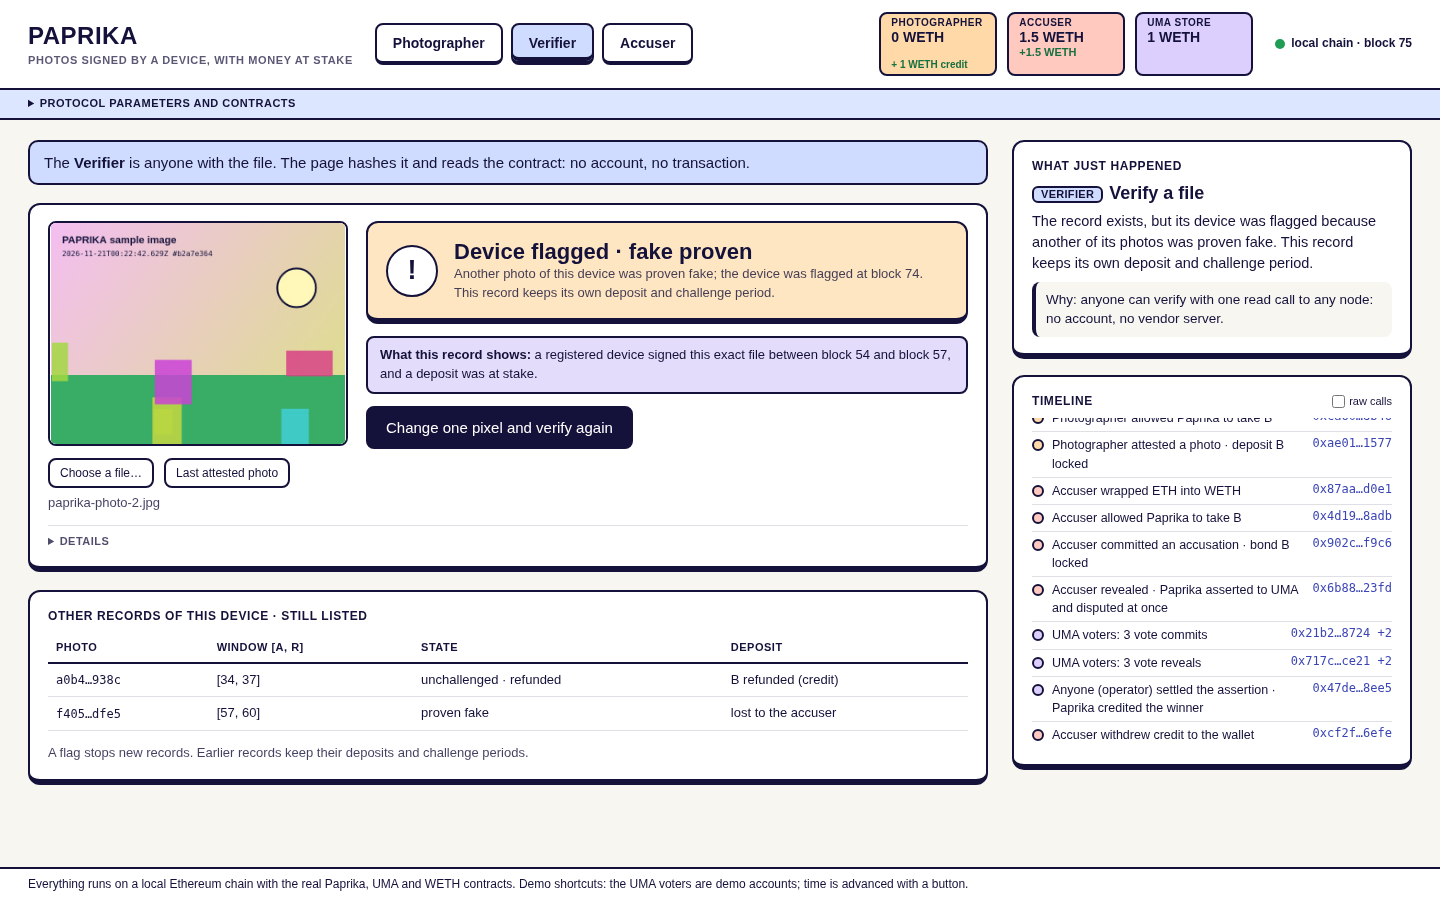 PAPRIKA
PHOTOS SIGNED BY A DEVICE, WITH MONEY AT STAKE
Photographer
Verifier
Accuser
PHOTOGRAPHER
0 WETH
+ 1 WETH credit
ACCUSER
1.5 WETH
+1.5 WETH
UMA STORE
1 WETH
local chain · block 75
PROTOCOL PARAMETERS AND CONTRACTS
The Verifier is anyone with the file. The page hashes it and reads the contract: no account, no transaction.
PAPRIKA sample image
2026-11-21T00:22:42.629Z #b2a7e364
!
Device flagged · fake proven
Another photo of this device was proven fake; the device was flagged at block 74.
This record keeps its own deposit and challenge period.
What this record shows: a registered device signed this exact file between block 54 and block 57,
and a deposit was at stake.
Change one pixel and verify again
Choose a file…
Last attested photo
paprika-photo-2.jpg
DETAILS
OTHER RECORDS OF THIS DEVICE · STILL LISTED
PHOTO WINDOW [A, R] STATE DEPOSIT
a0b4…938c [34, 37] unchallenged · refunded B refunded (credit)
f405…dfe5 [57, 60] proven fake lost to the accuser
A flag stops new records. Earlier records keep their deposits and challenge periods.
WHAT JUST HAPPENED
VERIFIER Verify a file
The record exists, but its device was flagged because
another of its photos was proven fake. This record
keeps its own deposit and challenge period.
Why: anyone can verify with one read call to any node:
no account, no vendor server.
TIMELINE
raw calls
Photographer allowed Paprika to take B
Photographer attested a photo · deposit B 0xae01…1577
locked
Accuser wrapped ETH into WETH 0x87aa…d0e1
Accuser allowed Paprika to take B 0x4d19…8adb
Accuser committed an accusation · bond B 0x902c…f9c6
locked
Accuser revealed · Paprika asserted to UMA 0x6b88…23fd
and disputed at once
UMA voters: 3 vote commits 0x21b2…8724 +2
UMA voters: 3 vote reveals 0x717c…ce21 +2
Anyone (operator) settled the assertion · 0x47de…8ee5
Paprika credited the winner
Accuser withdrew credit to the wallet 0xcf2f…6efe
Everything runs on a local Ethereum chain with the real Paprika, UMA and WETH contracts. Demo shortcuts: the UMA voters are demo accounts; time is advanced with a button.